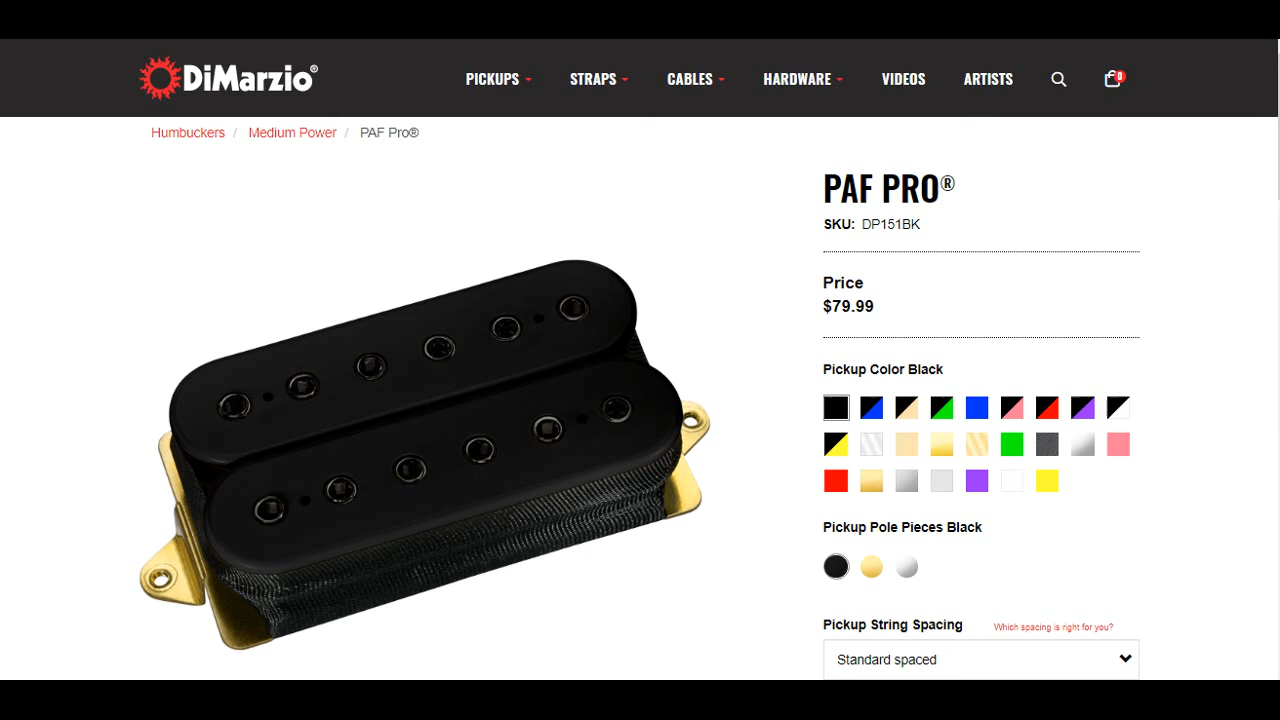 DiMarzio®
PICKUPS STRAPS CABLES HARDWARE VIDEOS ARTISTS 0
Humbuckers / Medium Power / PAF Pro®
PAF PRO®
SKU: DP151BK
Price
$79.99
Pickup Color Black
Pickup Pole Pieces Black
Pickup String Spacing Which spacing is right for you?
Standard spaced